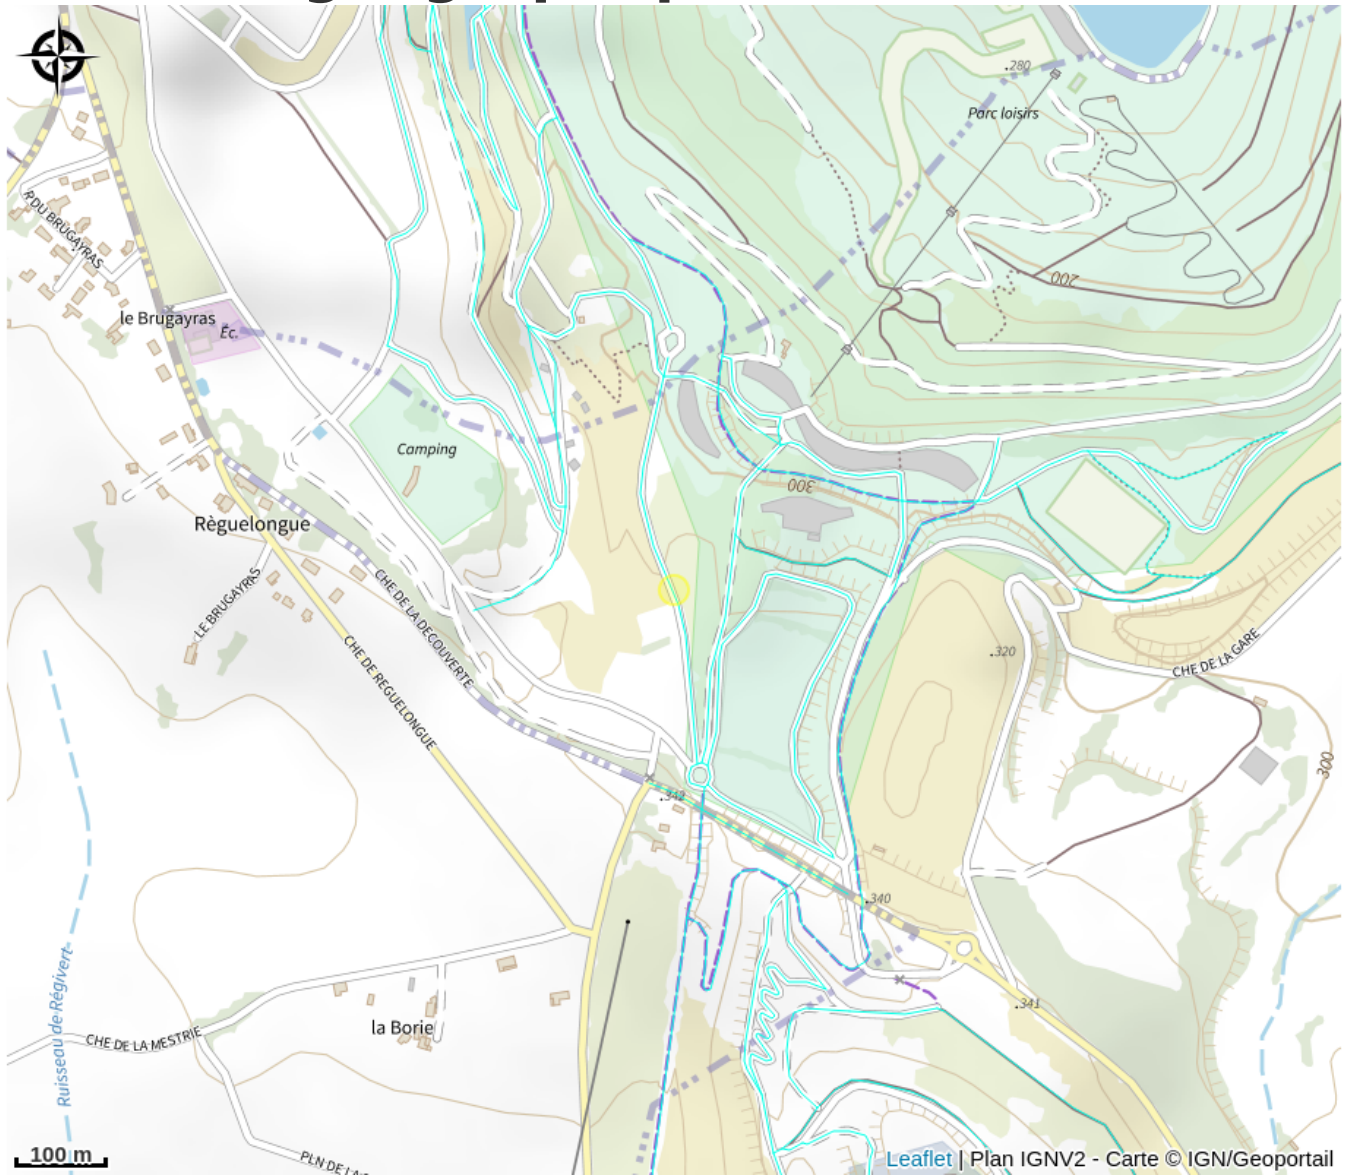 .280
Parc loisirs
R DU BRUGAYRAS
200
le Brugayras
Éc.
Camping
300
Règuelongue
CHE DE LA DECOUVERTE
LE BRUGAYRAS
CHE DE REGUELONGUE
.320
CHE DE LA GARE
300
.342
.340
Ruisseau de Régivert
.341
la Borie
CHE DE LA MESTRIE
100 m
PLN DE LA
Leaflet | Plan IGNV2 - Carte © IGN/Geoportail